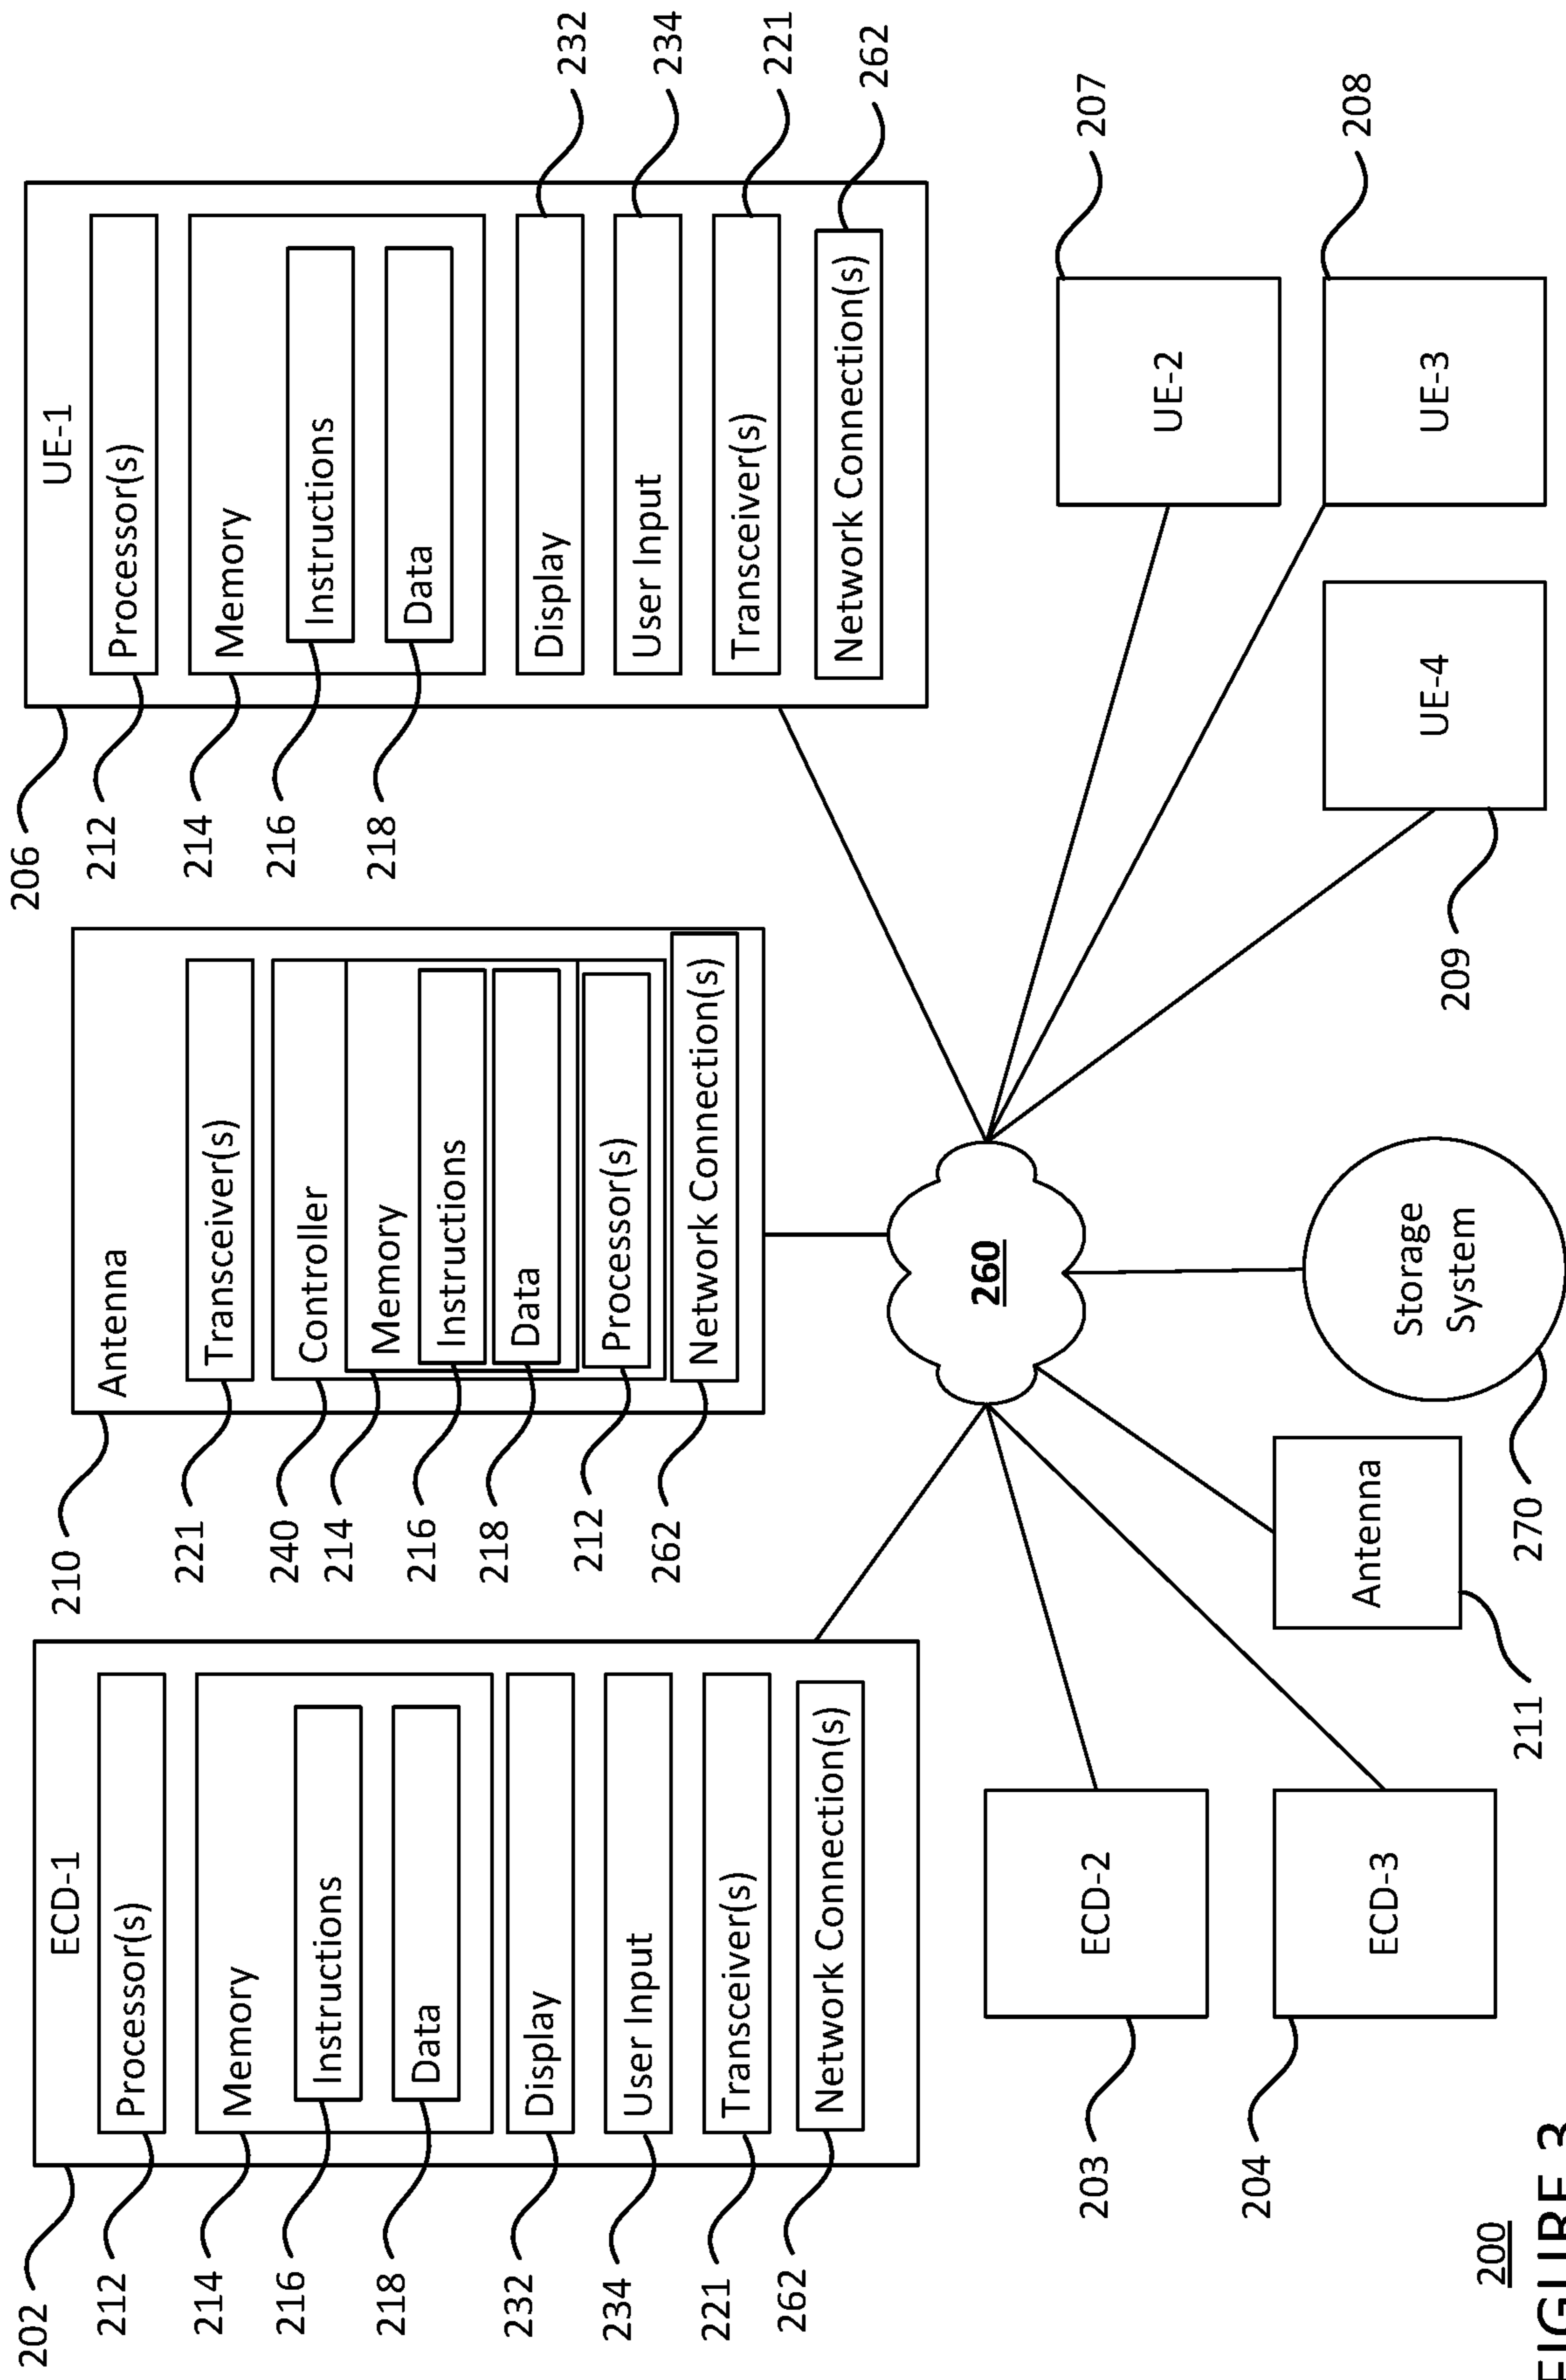 202
ECD-1
212
Processor(s)
214
Memory
216
Instructions
218
Data
232
Display
234
User Input
221
Transceiver(s)
262
Network Connection(s)
210
Antenna
221
Transceiver(s)
240
Controller
214
Memory
216
Instructions
218
Data
212
Processor(s)
262
Network Connection(s)
206
UE-1
212
Processor(s)
214
Memory
216
Instructions
218
Data
Display
232
User Input
234
Transceiver(s)
221
Network Connection(s)
262
260
203
ECD-2
204
ECD-3
Antenna
211
Storage
System
270
UE-4
209
UE-2
207
UE-3
208
200
FIGURE 3